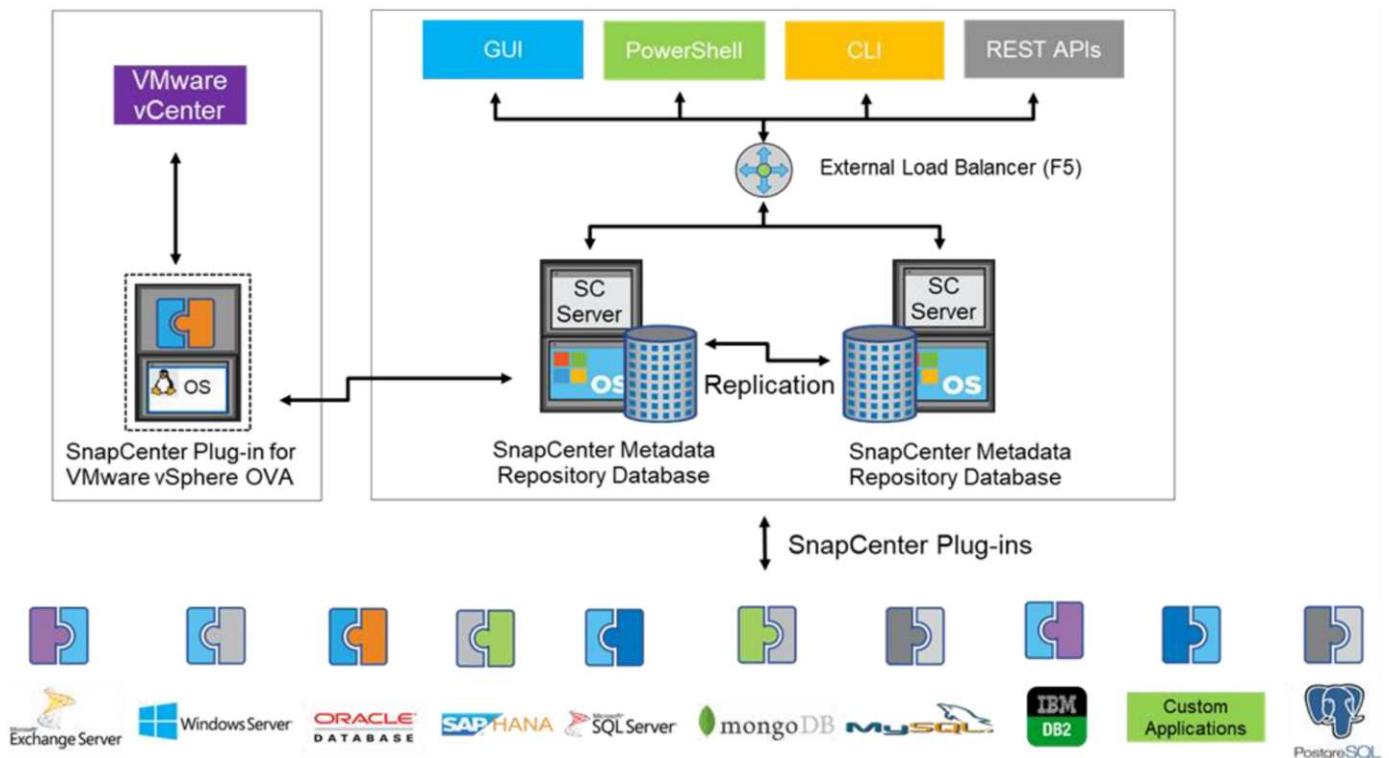 VMware
vCenter
GUI
PowerShell
CLI
REST APIs
External Load Balancer (F5)
SC
Server
SC
Server
OS
OS
OS
Replication
SnapCenter Plug-in for
VMware vSphere OVA
SnapCenter Metadata
Repository Database
SnapCenter Metadata
Repository Database
SnapCenter Plug-ins
Microsoft
Exchange Server
Windows Server
ORACLE
DATABASE
SAP HANA
Microsoft
SQL Server
mongoDB
MySQL
IBM
DB2
Custom
Applications
PostgreSQL